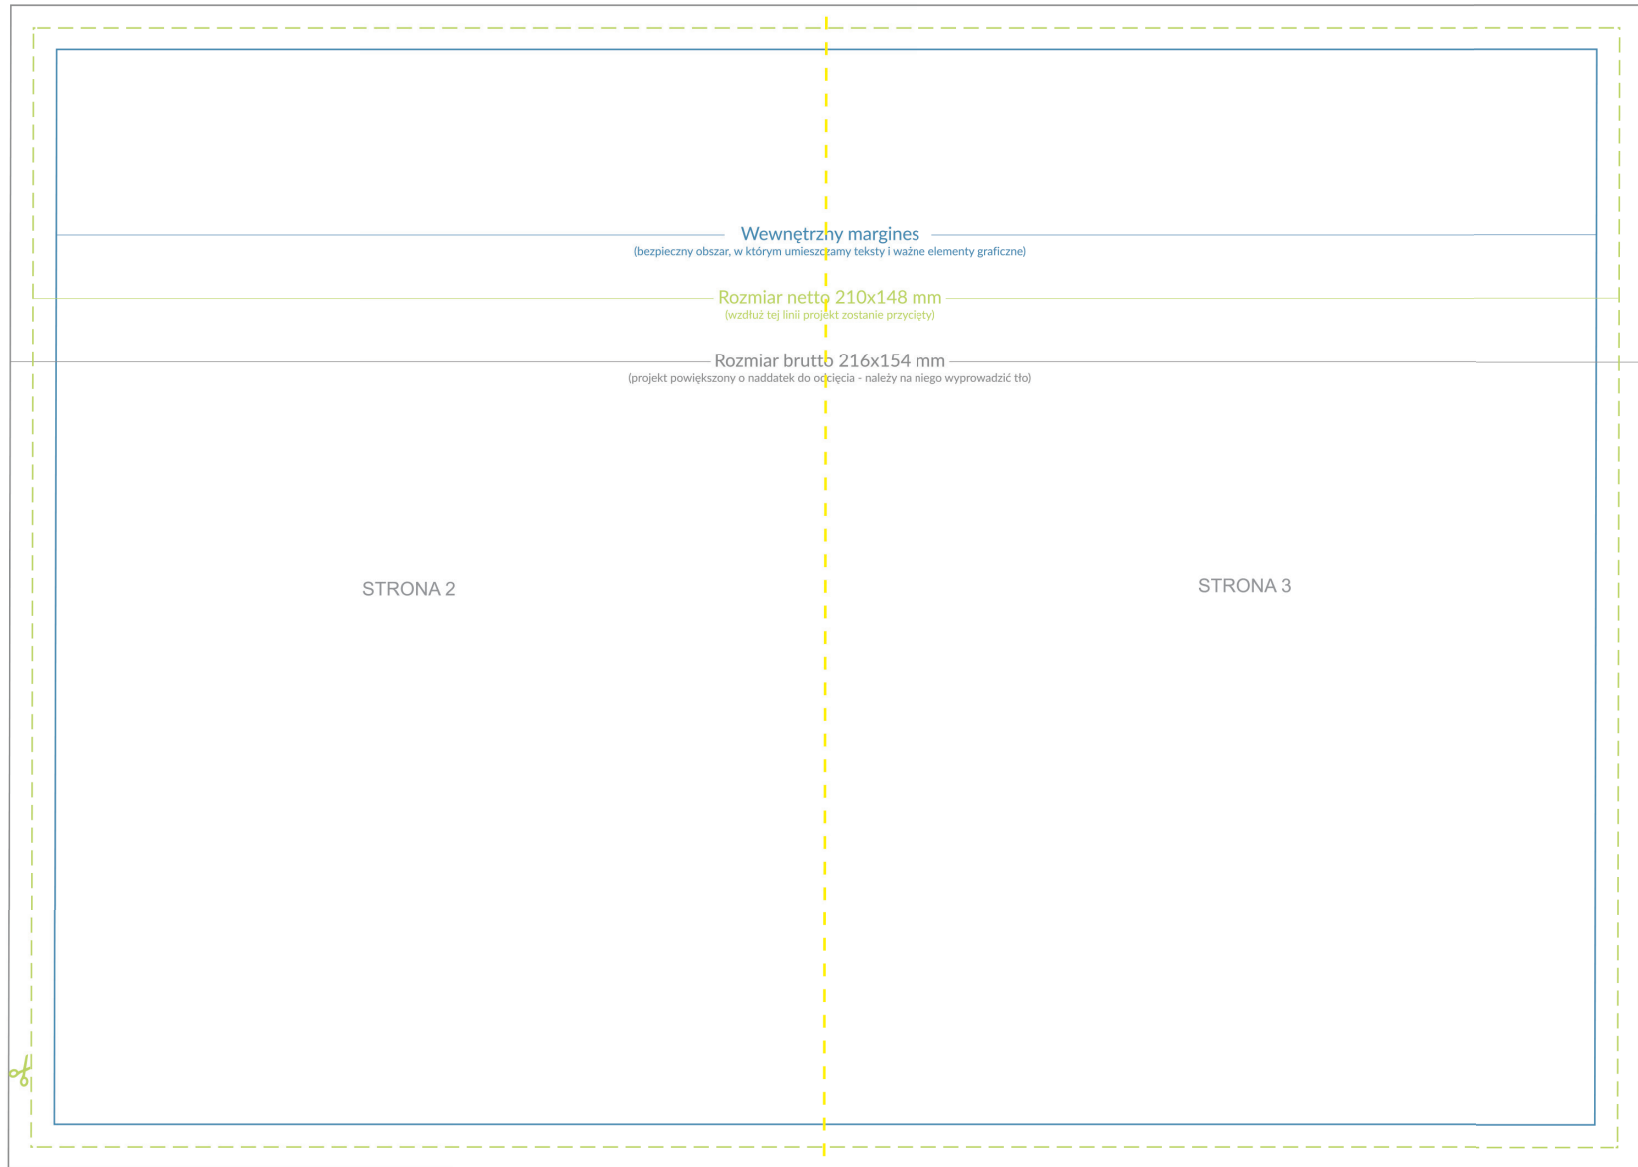 Wewnętrzny margines
(bezpieczny obszar, w którym umieszczamy teksty i ważne elementy graficzne)
Rozmiar netto 210x148 mm
(wzdłuż tej linii projekt zostanie przycięty)
Rozmiar brutto 216x154 mm
(projekt powiększony o naddatek do odcięcia - należy na niego wyprowadzić tło)
STRONA 2
STRONA 3